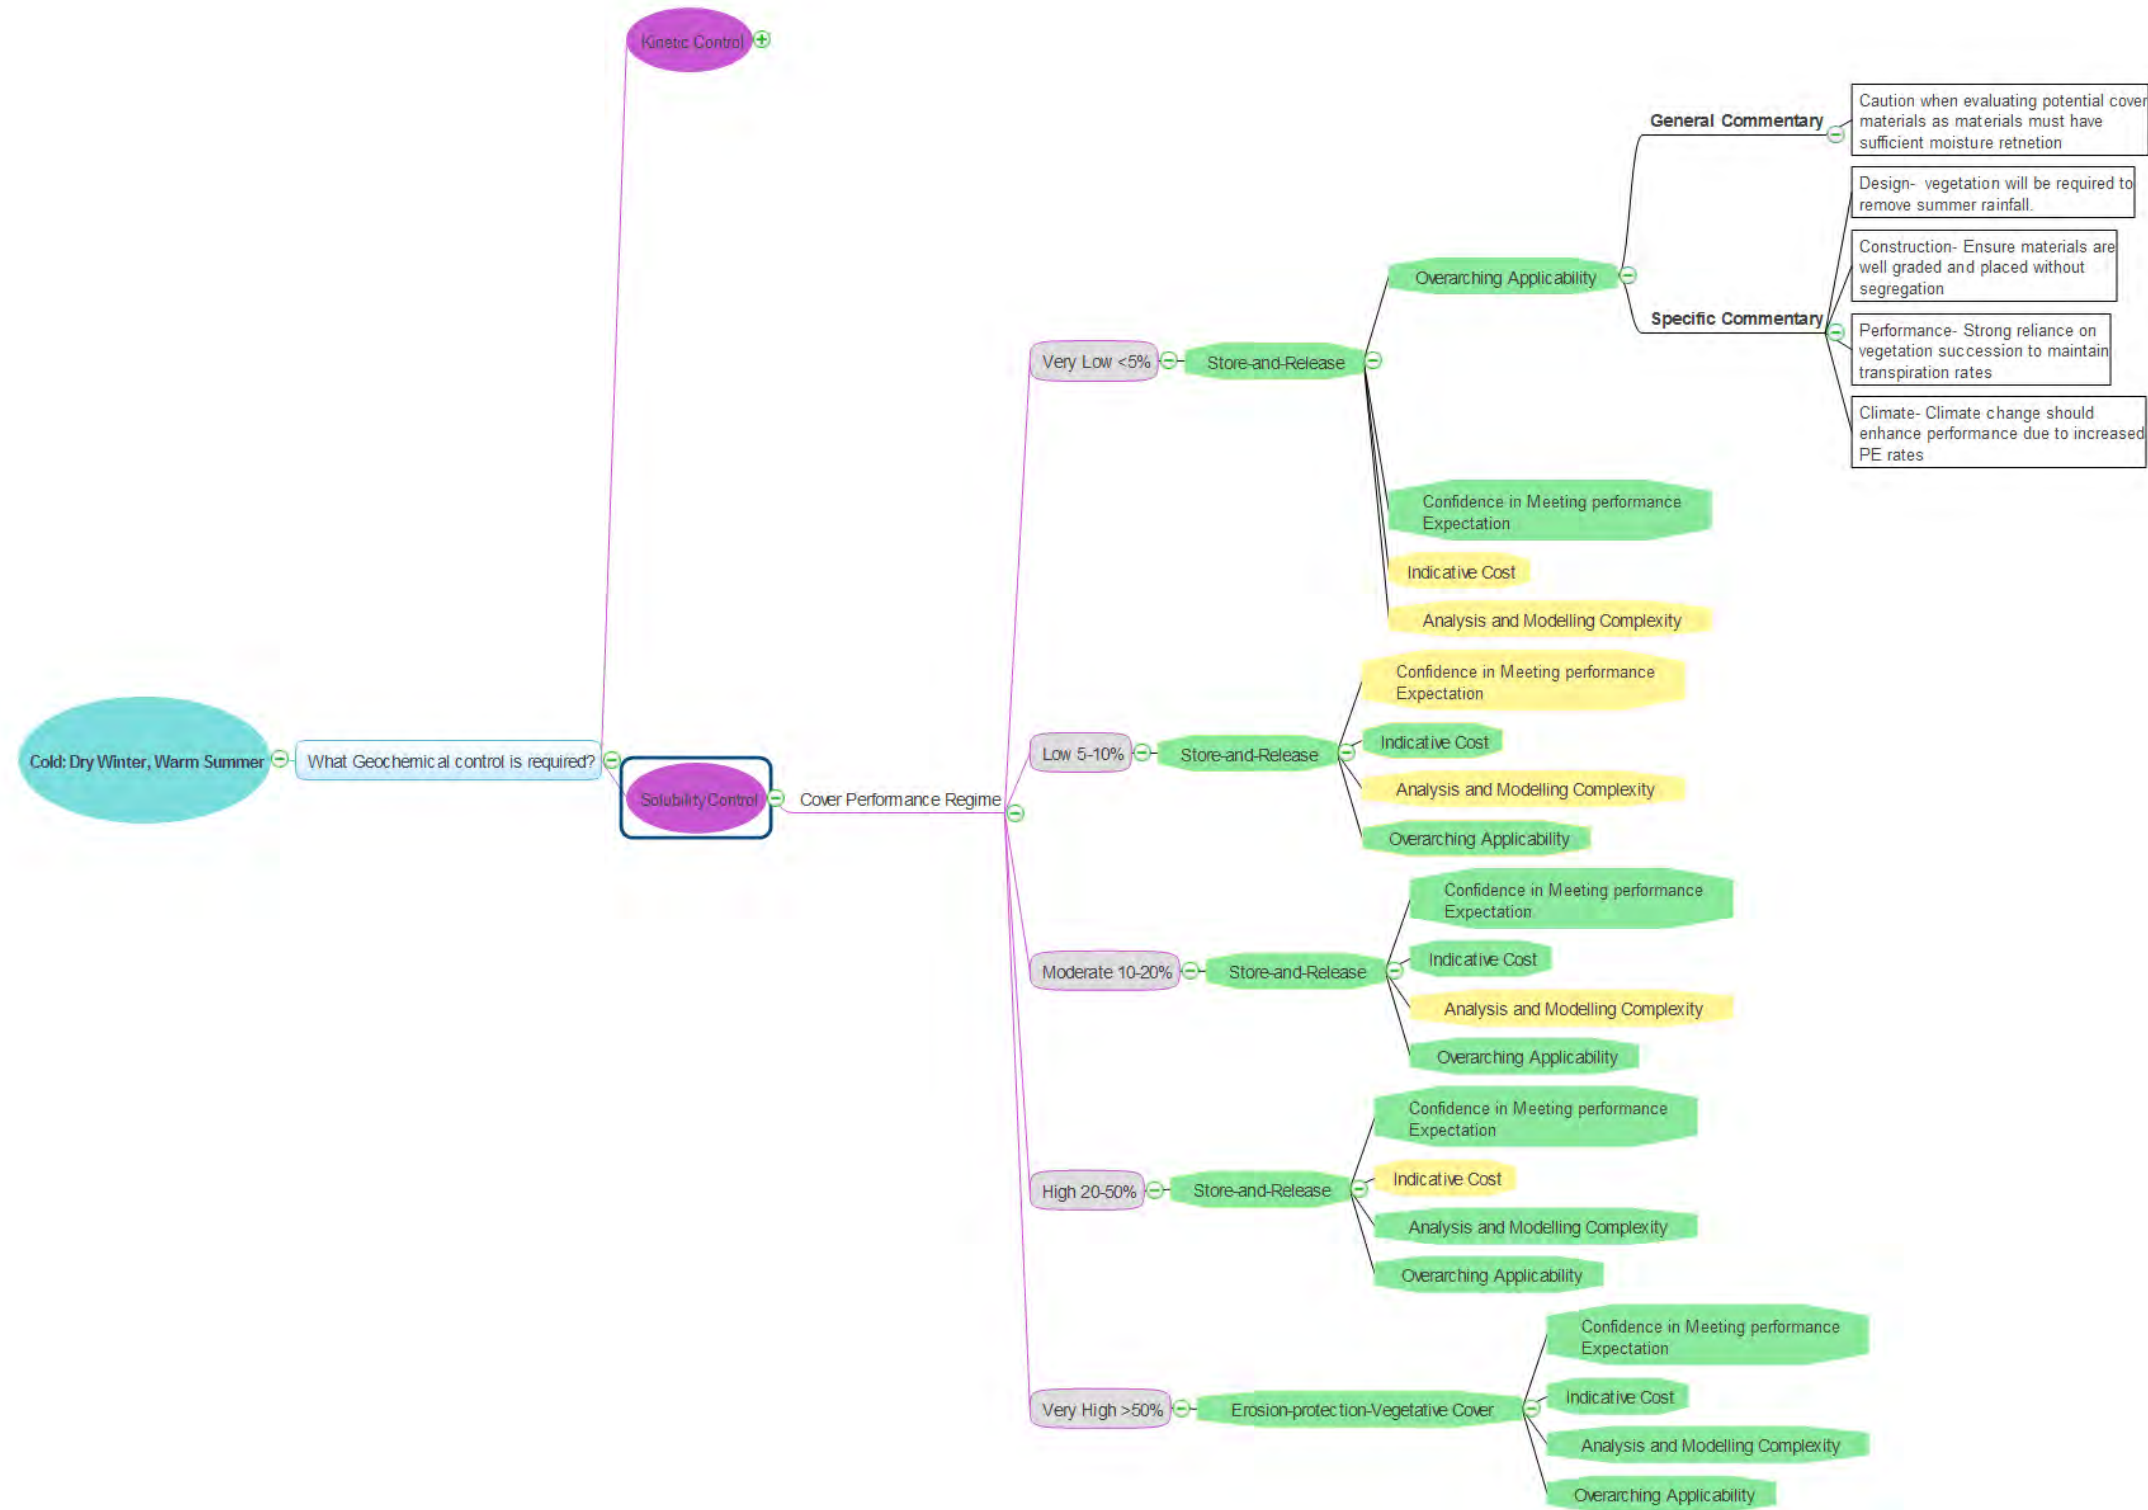 Kinetic Control
Caution when evaluating potential cover
materials as materials must have
sufficient moisture retnetion
General Commentary
Design- vegetation will be required to
remove summer rainfall.
Construction- Ensure materials are
well graded and placed without
segregation
Overarching Applicability
Specific Commentary
Performance- Strong reliance on
vegetation succession to maintain
transpiration rates
Very Low <5%
Store-and-Release
Climate- Climate change should
enhance performance due to increased
PE rates
Confidence in Meeting performance
Expectation
Indicative Cost
Analysis and Modelling Complexity
Cold: Dry Winter, Warm Summer
What Geochemical control is required?
Solubility Control
Cover Performance Regime
Low 5-10%
Store-and-Release
Confidence in Meeting performance
Expectation
Indicative Cost
Analysis and Modelling Complexity
Overarching Applicability
Moderate 10-20%
Store-and-Release
Confidence in Meeting performance
Expectation
Indicative Cost
Analysis and Modelling Complexity
Overarching Applicability
High 20-50%
Store-and-Release
Confidence in Meeting performance
Expectation
Indicative Cost
Analysis and Modelling Complexity
Overarching Applicability
Very High >50%
Erosion-protection-Vegetative Cover
Confidence in Meeting performance
Expectation
Indicative Cost
Analysis and Modelling Complexity
Overarching Applicability